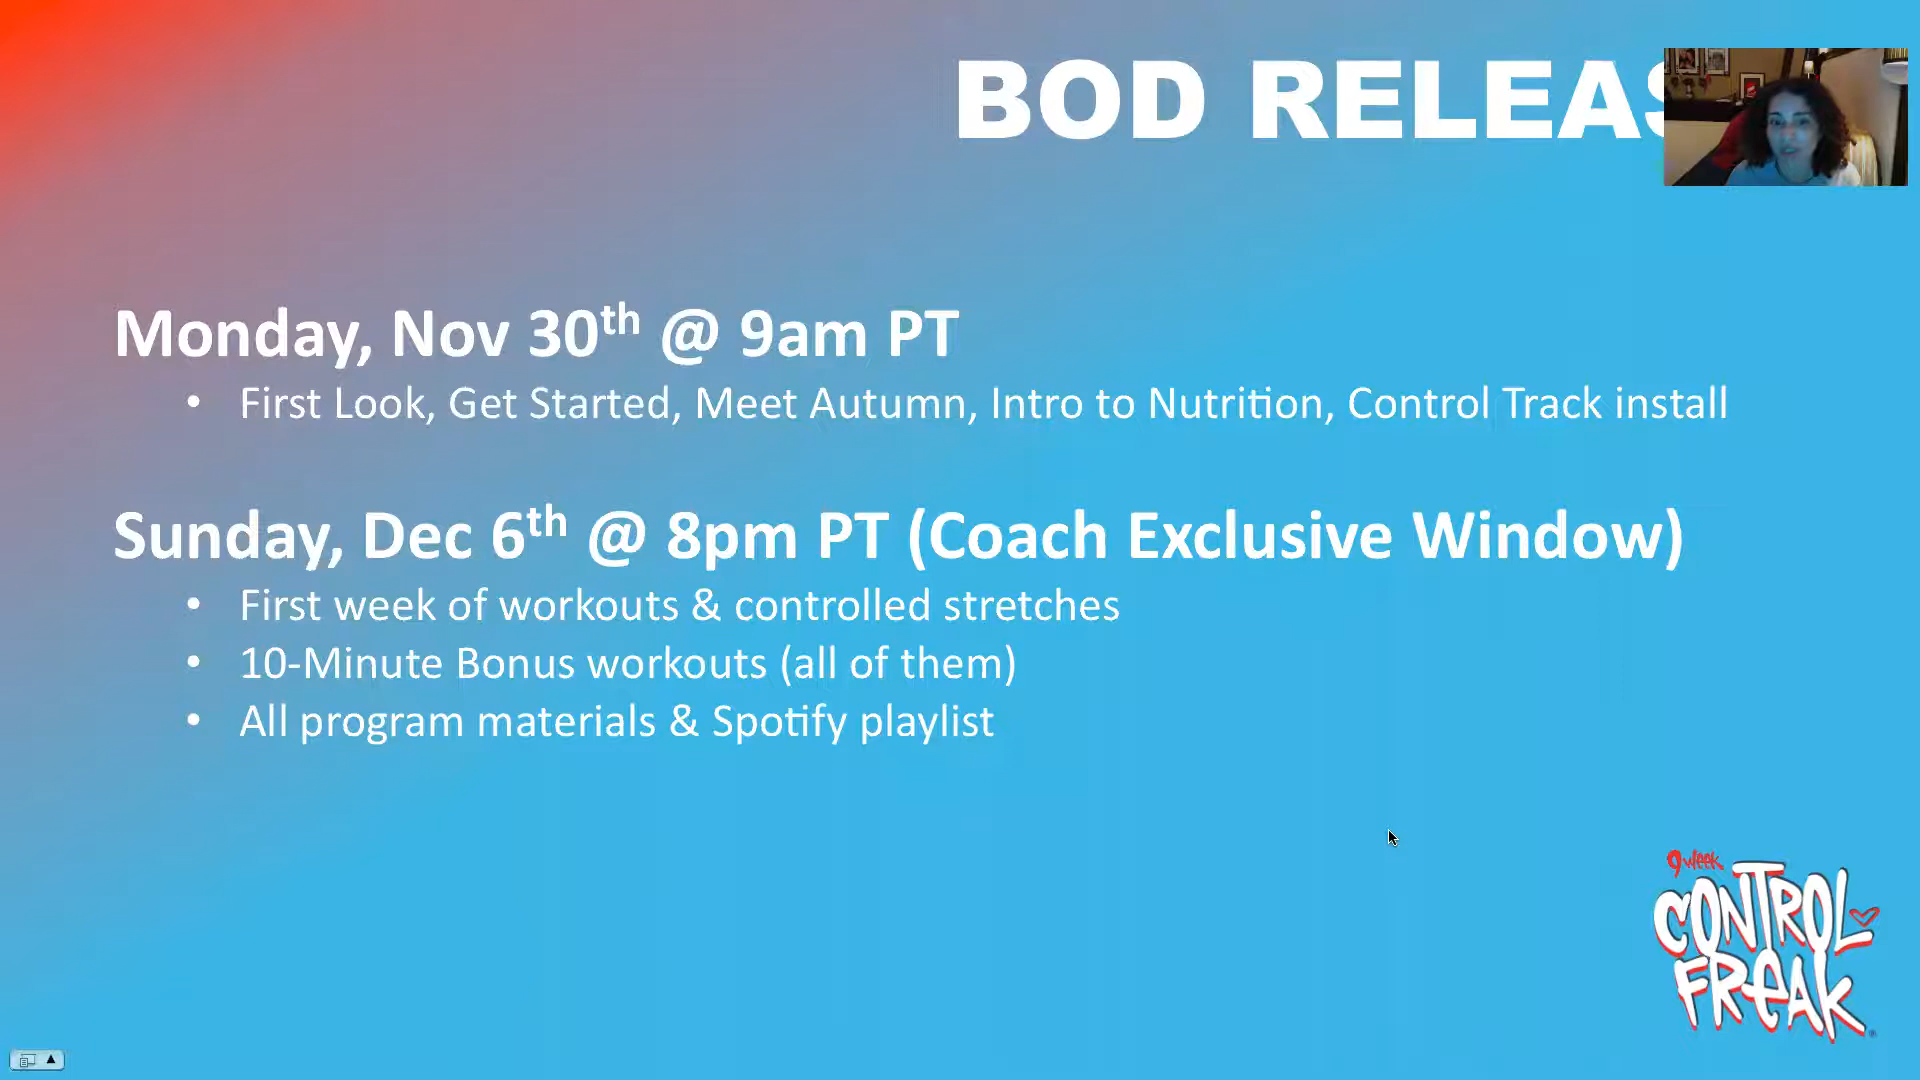 BOD RELEAS
Monday, Nov 30th @ 9am PT
• First Look, Get Started, Meet Autumn, Intro to Nutrition, Control Track install
Sunday, Dec 6th @ 8pm PT (Coach Exclusive Window)
• First week of workouts & controlled stretches
• 10-Minute Bonus workouts (all of them)
• All program materials & Spotify playlist
9 week
CONTROL
FREAK